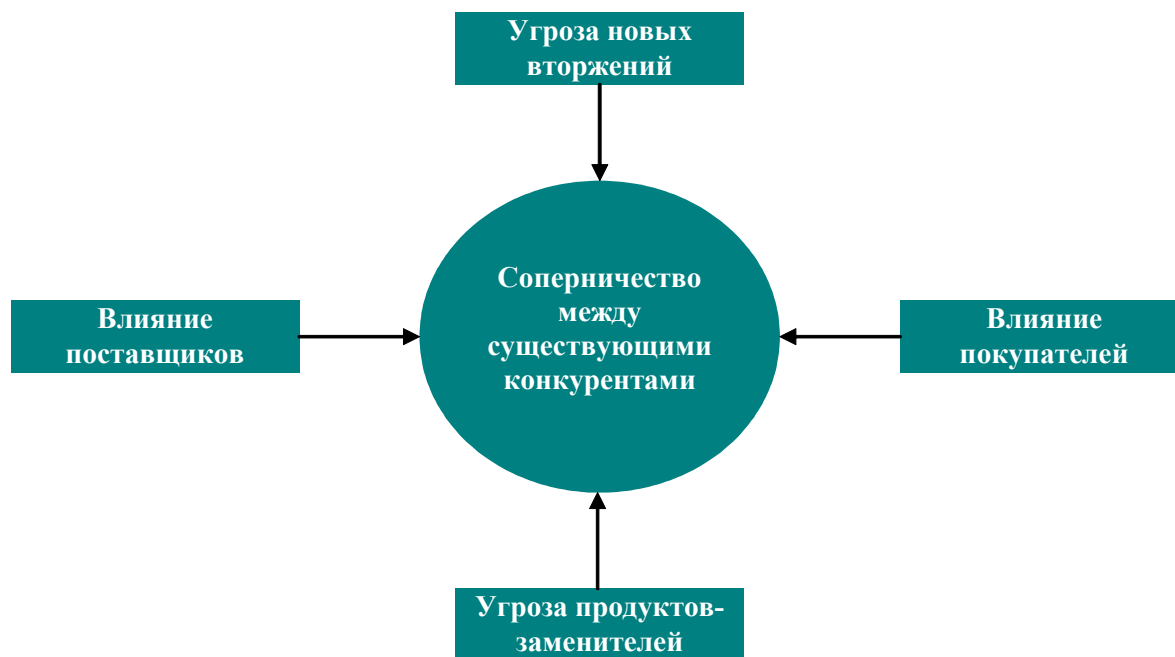 Угроза новых
вторжений
Соперничество
между
существующими
конкурентами
Влияние
поставщиков
Влияние
покупателей
Угроза продуктов-
заменителей